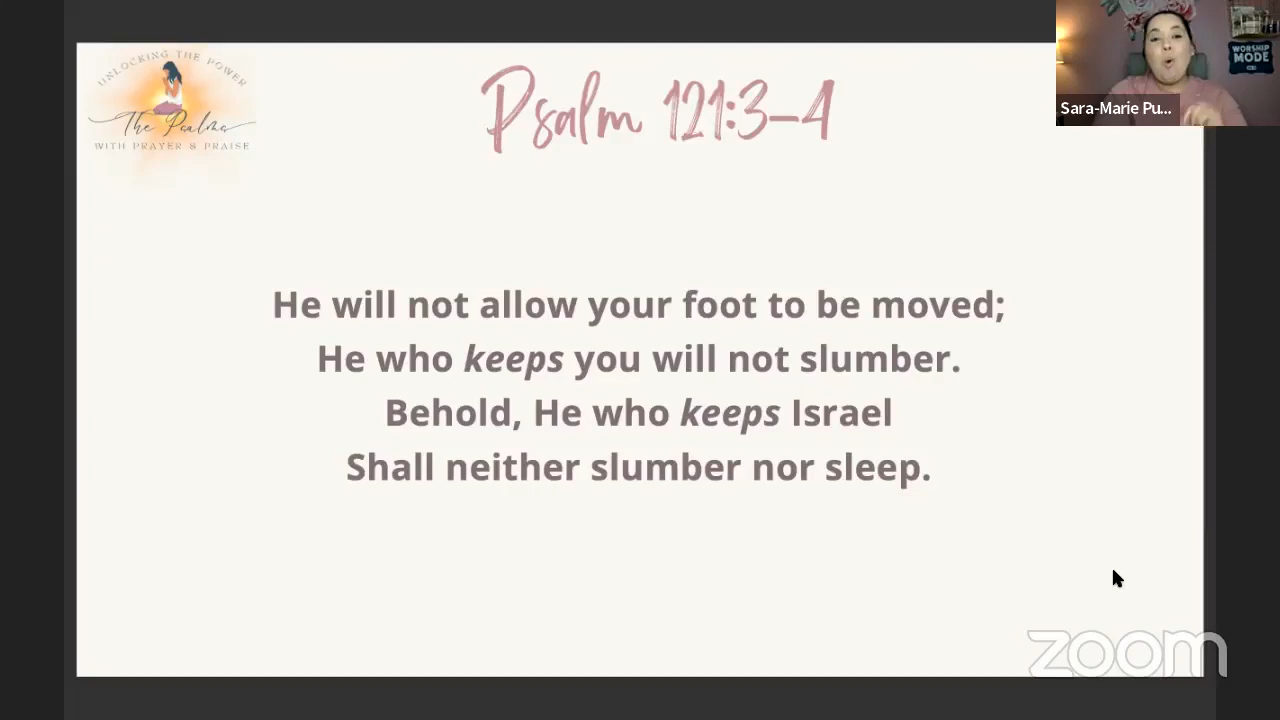 UNLOCKING THE POWER
The Psalms
WITH PRAYER & PRAISE
Psalm 121:3-4
WORSHIP
MODE
Sara-Marie Pu...
He will not allow your foot to be moved;
He who keeps you will not slumber.
Behold, He who keeps Israel
Shall neither slumber nor sleep.
zoom